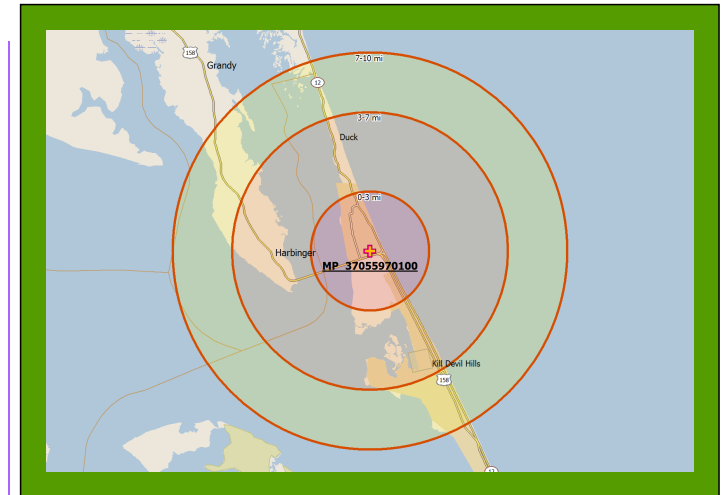 7-10 mi
158
Grandy
12
3-7 mi
Duck
0-3 mi
Harbinger
MP_37055970100
Kill Devil Hills
158